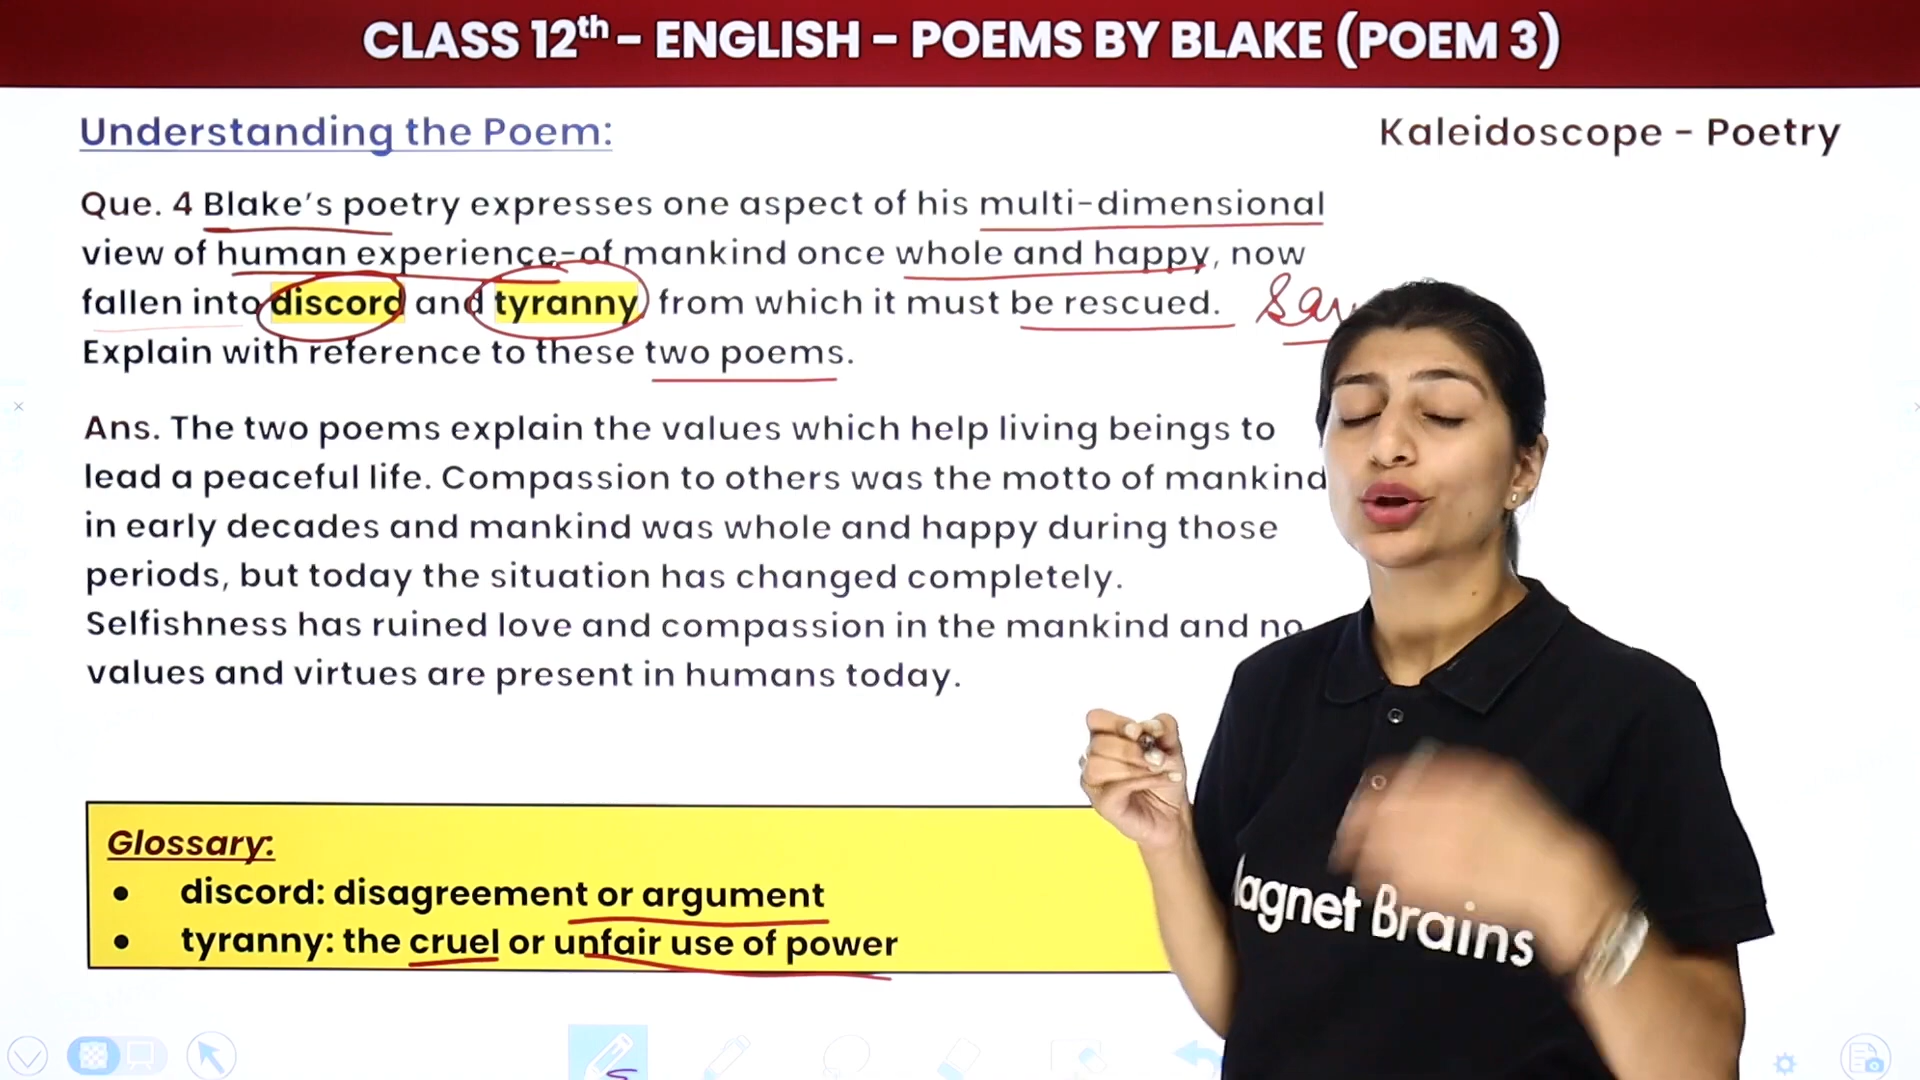 CLASS 12th - ENGLISH - POEMS BY BLAKE (POEM 3)
Understanding the Poem:
Kaleidoscope - Poetry
Que. 4 Blake's poetry expresses one aspect of his multi-dimensional
view of human experience-of mankind once whole and happy, now
fallen into discord and tyranny from which it must be rescued.
Explain with reference to these two poems.
Ans. The two poems explain the values which help living beings to
lead a peaceful life. Compassion to others was the motto of mankind
in early decades and mankind was whole and happy during those
periods, but today the situation has changed completely.
Selfishness has ruined love and compassion in the mankind and no
values and virtues are present in humans today.
Glossary:
• discord: disagreement or argument
• tyranny: the cruel or unfair use of power
agnet Brains